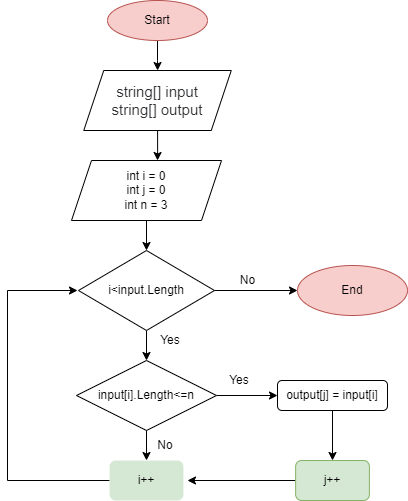 Start
string[] input
string[] output
int i = 0
int j = 0
int n = 3
i<input.Length
No
End
Yes
input[i].Length<=n
Yes
output[j] = input[i]
No
i++
j++